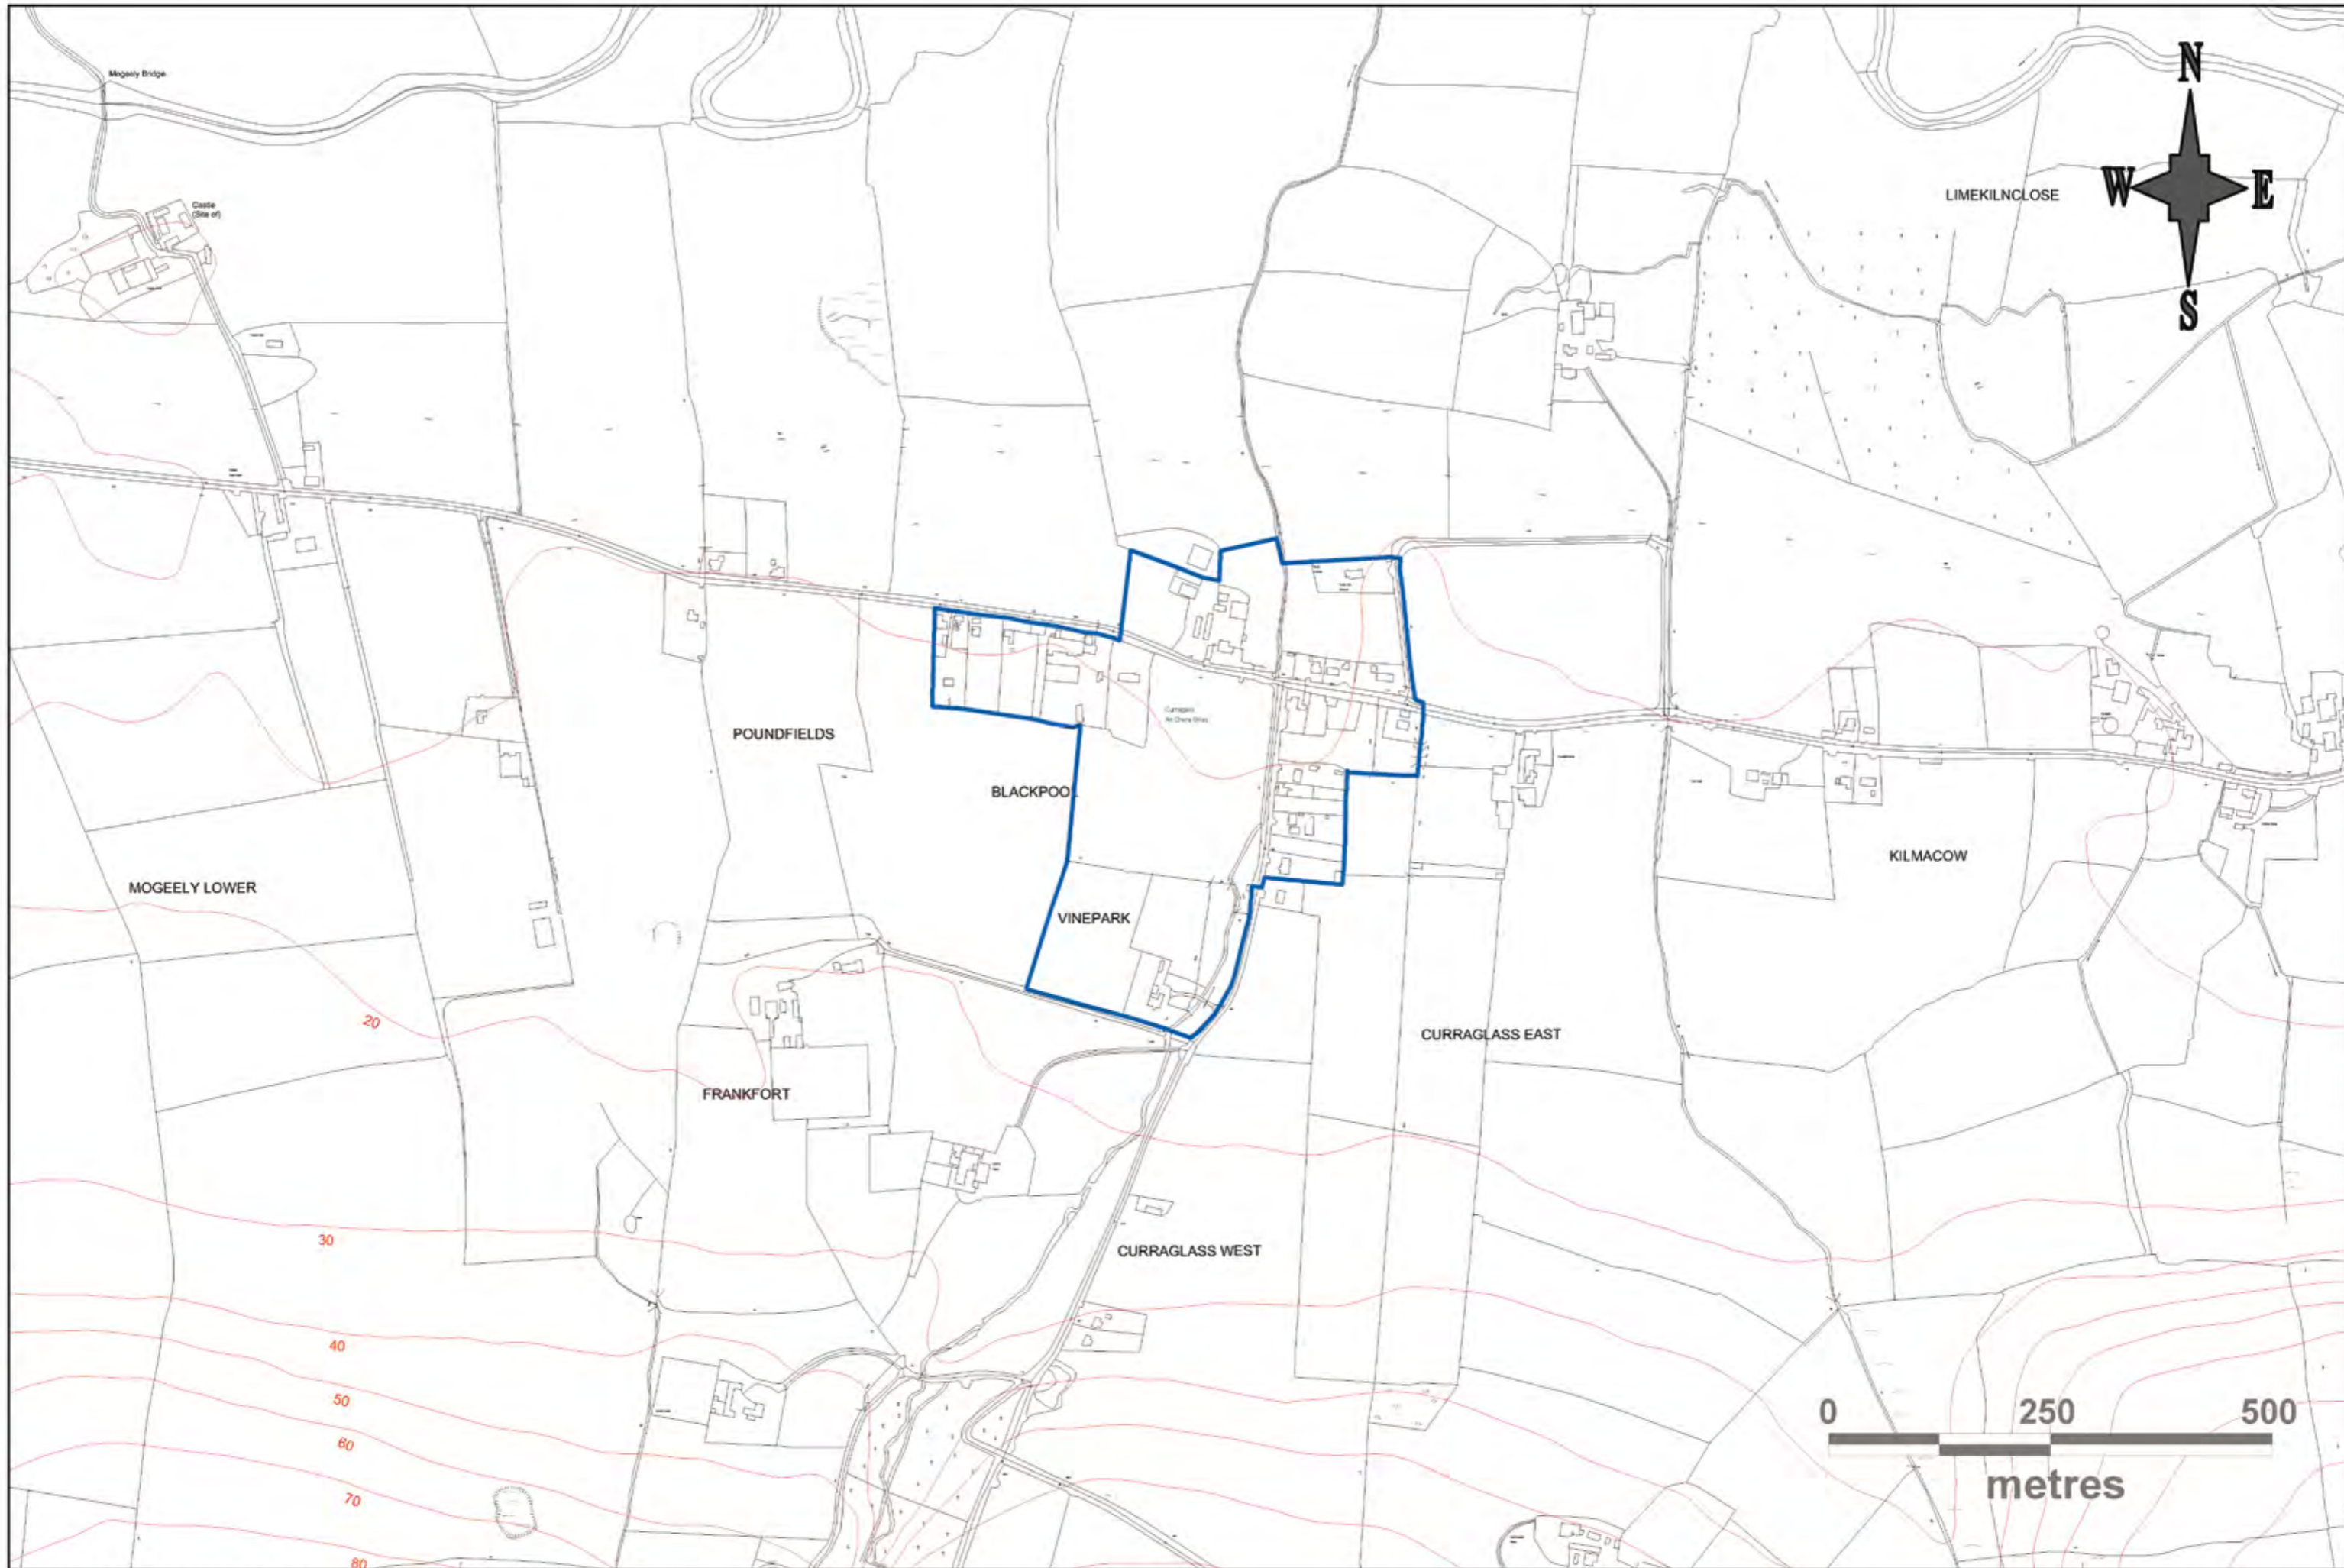 Mogeely Bridge
N
LIMEKILNCLOSE
W
E
Castle
(Site of)
S
Curraglass
POUNDFIELDS
BLACKPOOL
KILMACOW
MOGEELY LOWER
VINEPARK
20
CURRAGLASS EAST
FRANKFORT
30
CURRAGLASS WEST
40
50
0 250 500
60
metres
70
80